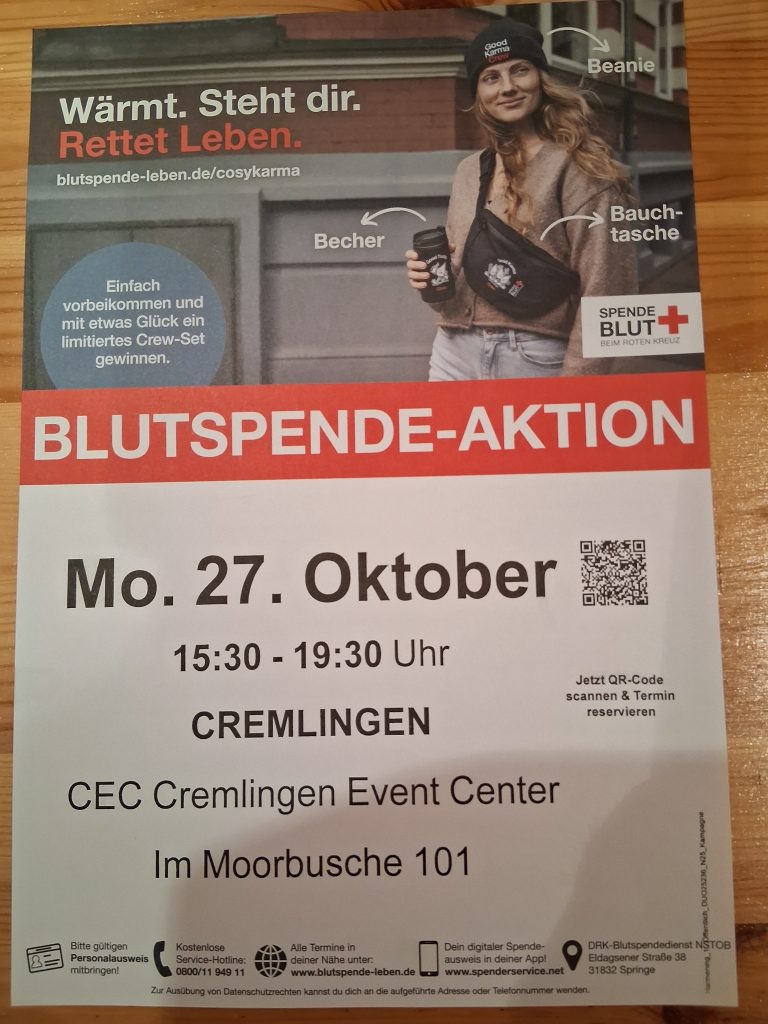 Good
Karma
Crew
Beanie
Wärmt. Steht dir.
Rettet Leben.
blutspende-leben.de/cosykarma
Becher
Bauch-
tasche
Einfach
vorbeikommen und
mit etwas Glück ein
limitiertes Crew-Set
gewinnen.
SPENDE
BLUT
BEIM ROTEN KREUZ
BLUTSPENDE-AKTION
Mo. 27. Oktober
15:30 - 19:30 Uhr
CREMLINGEN
CEC Cremlingen Event Center
Im Moorbusche 101
Jetzt QR-Code
scannen & Termin
reservieren
Bitte gültigen
Personalausweis
mitbringen!
Kostenlose
Service-Hotline:
0800/11 949 11
Alle Termine in
deiner Nähe unter:
www.blutspende-leben.de
Dein digitaler Spende-
ausweis in deiner App!
www.spenderservice.net
DRK-Blutspendedienst NSTOB
Eldagsener Straße 38
31832 Springe
Zur Ausübung von Datenschutzrechten kannst du dich an die aufgeführte Adresse oder Telefonnummer wenden.